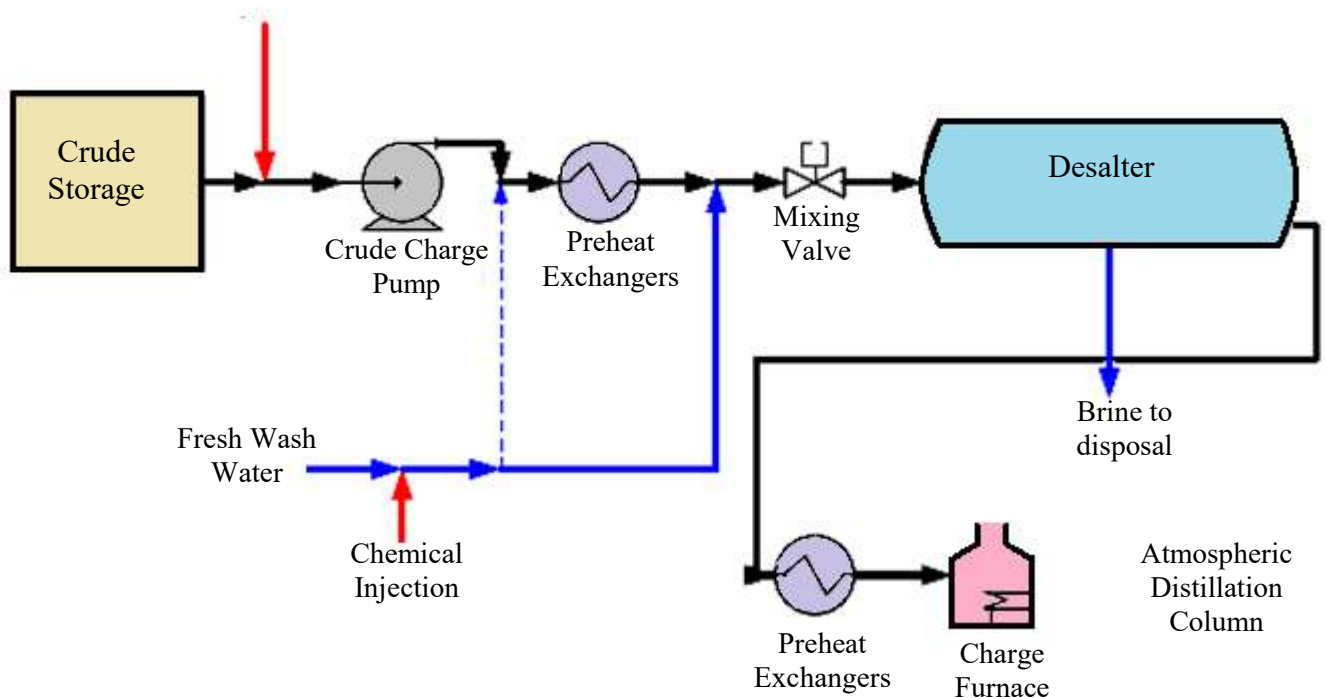 Crude
Storage
Crude Charge
Pump
Preheat
Exchangers
Mixing
Valve
Desalter
Fresh Wash
Water
Chemical
Injection
Brine to
disposal
Preheat
Exchangers
Charge
Furnace
Atmospheric
Distillation
Column